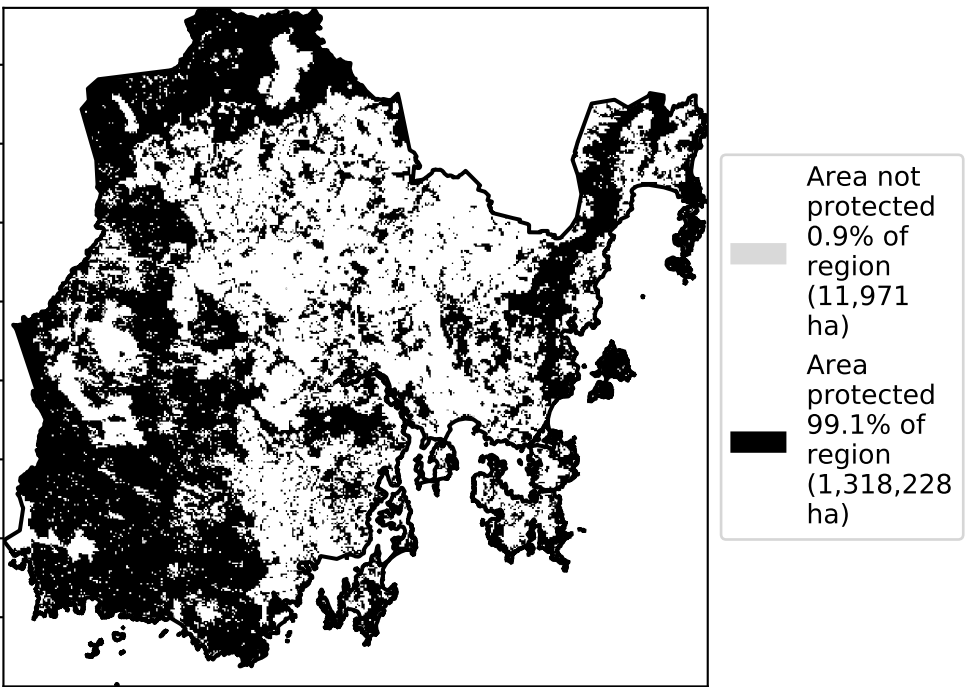 Area not
protected
0.9% of
region
(11,971
ha)
Area
protected
99.1% of
region
(1,318,228
ha)